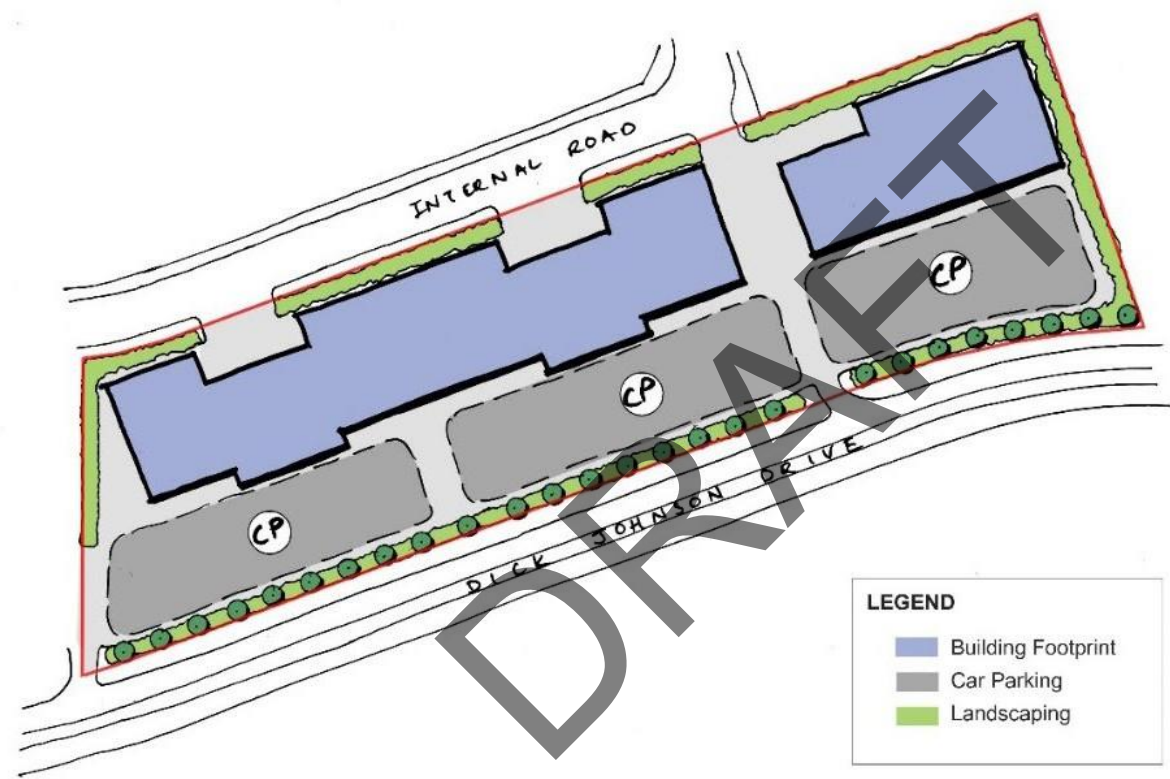 INTERNAL ROAD
CP
CP
CP
DICK JOHNSON DRIVE
DRAFT
LEGEND
Building Footprint
Car Parking
Landscaping